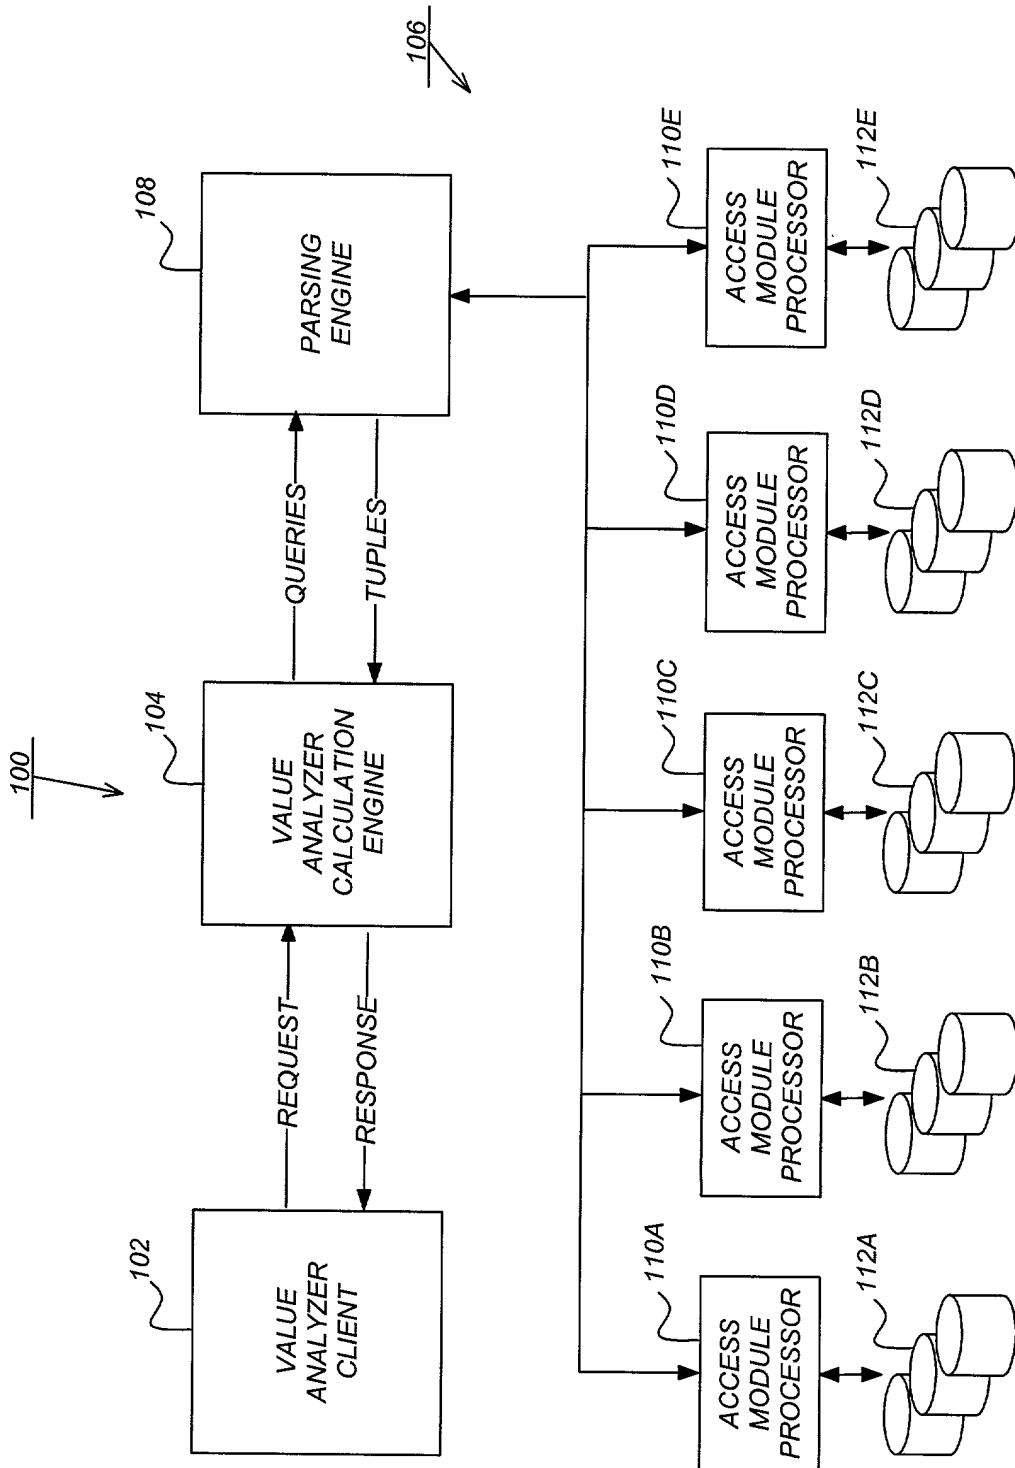 100
106
102
VALUE
ANALYZER
CLIENT
REQUEST
RESPONSE
104
VALUE
ANALYZER
CALCULATION
ENGINE
QUERIES
TUPLES
108
PARSING
ENGINE
110A
ACCESS
MODULE
PROCESSOR
112A
110B
ACCESS
MODULE
PROCESSOR
112B
110C
ACCESS
MODULE
PROCESSOR
112C
110D
ACCESS
MODULE
PROCESSOR
112D
110E
ACCESS
MODULE
PROCESSOR
112E